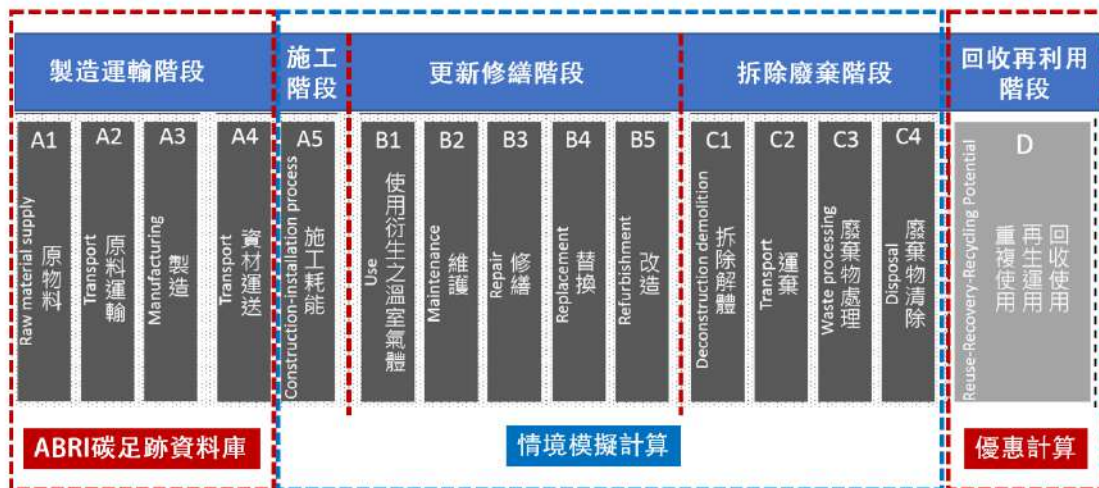 製造運輸階段
施工
階段
更新修繕階段
拆除廢棄階段
回收再利用
階段
A1
Raw material supply
原物料
A2
Transport
原料運輸
A3
Manufacturing
製造
A4
Transport
資材運送
A5
Construction-installation process
施工耗能
B1
Use
使用衍生之溫室氣體
B2
Maintenance
維護
B3
Repair
修繕
B4
Replacement
替換
B5
Refurbishment
改造
C1
Deconstruction demolition
拆除解體
C2
Transport
運棄
C3
Waste processing
廢棄物處理
C4
Disposal
廢棄物清除
D
Reuse-Recovery-Recycling Potential
回收使用
再生運用
重複使用
ABRI碳足跡資料庫
情境模擬計算
優惠計算